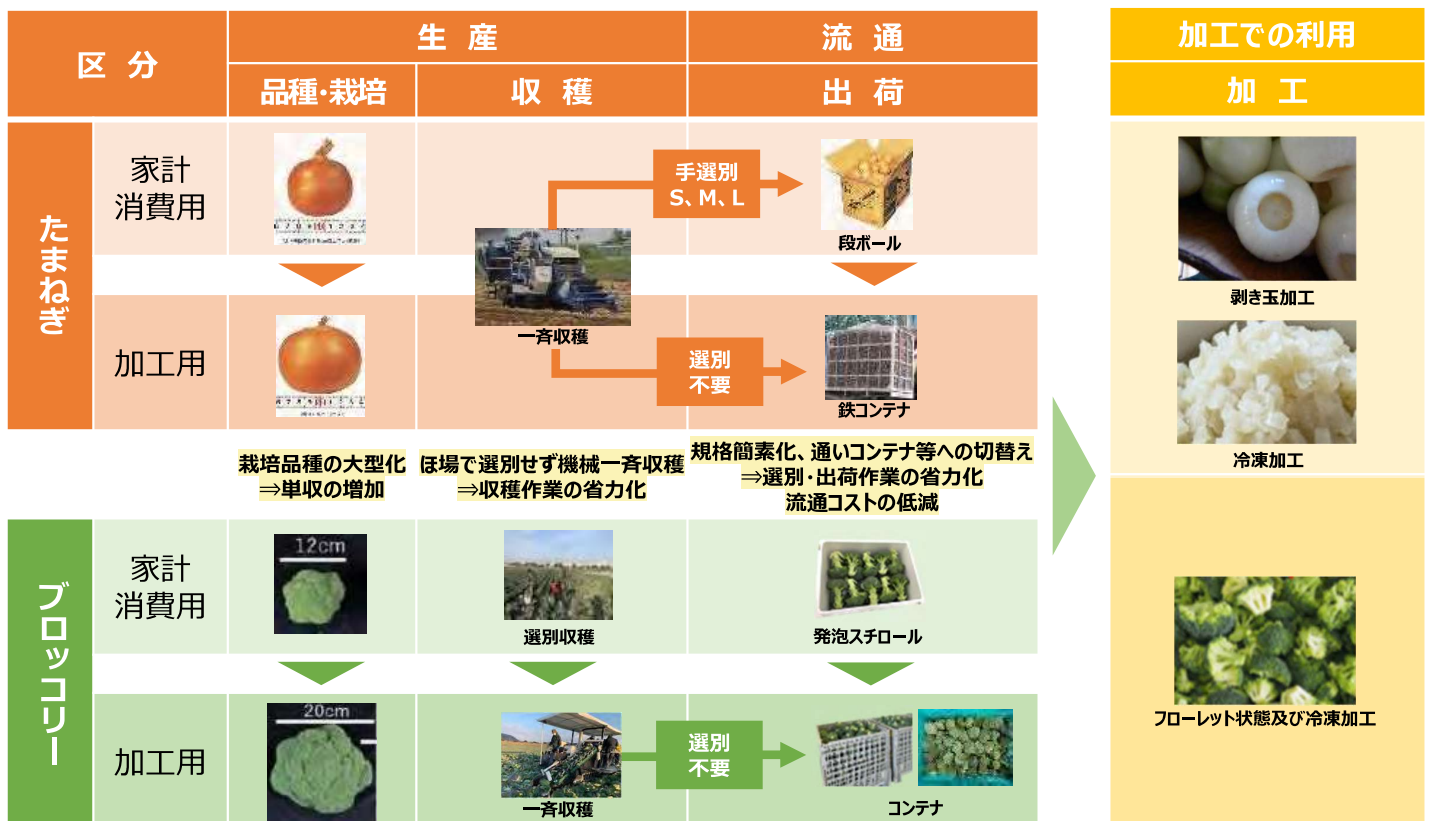 区 分
生 産
流 通
品種・栽培
収 穫
出 荷
加工での利用
加 工
たまねぎ
家計
消費用
手選別
S、M、L
段ボール
一斉収穫
加工用
選別
不要
鉄コンテナ
栽培品種の大型化
⇒単収の増加
ほ場で選別せず機械一斉収穫
⇒収穫作業の省力化
規格簡素化、通いコンテナ等への切替え
⇒選別・出荷作業の省力化
流通コストの低減
ブロッコリー
家計
消費用
12cm
選別収穫
発泡スチロール
加工用
20cm
一斉収穫
選別
不要
コンテナ
剥き玉加工
冷凍加工
フローレット状態及び冷凍加工